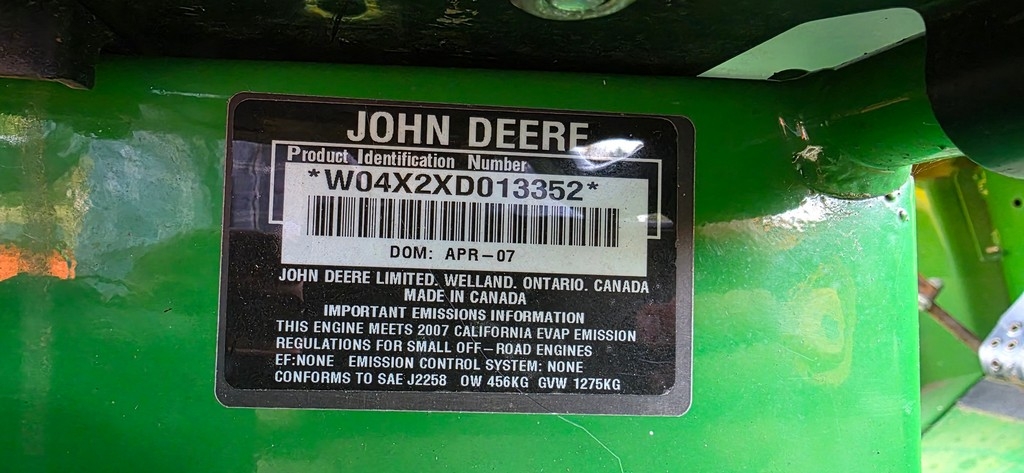 JOHN DEERE
Product Identification Number
*W04X2XD013352*
DOM: APR-07
JOHN DEERE LIMITED. WELLAND. ONTARIO. CANADA
MADE IN CANADA
IMPORTANT EMISSIONS INFORMATION
THIS ENGINE MEETS 2007 CALIFORNIA EVAP EMISSION
REGULATIONS FOR SMALL OFF-ROAD ENGINES
EF:NONE EMISSION CONTROL SYSTEM: NONE
CONFORMS TO SAE J2258 OW 456KG GVW 1275KG